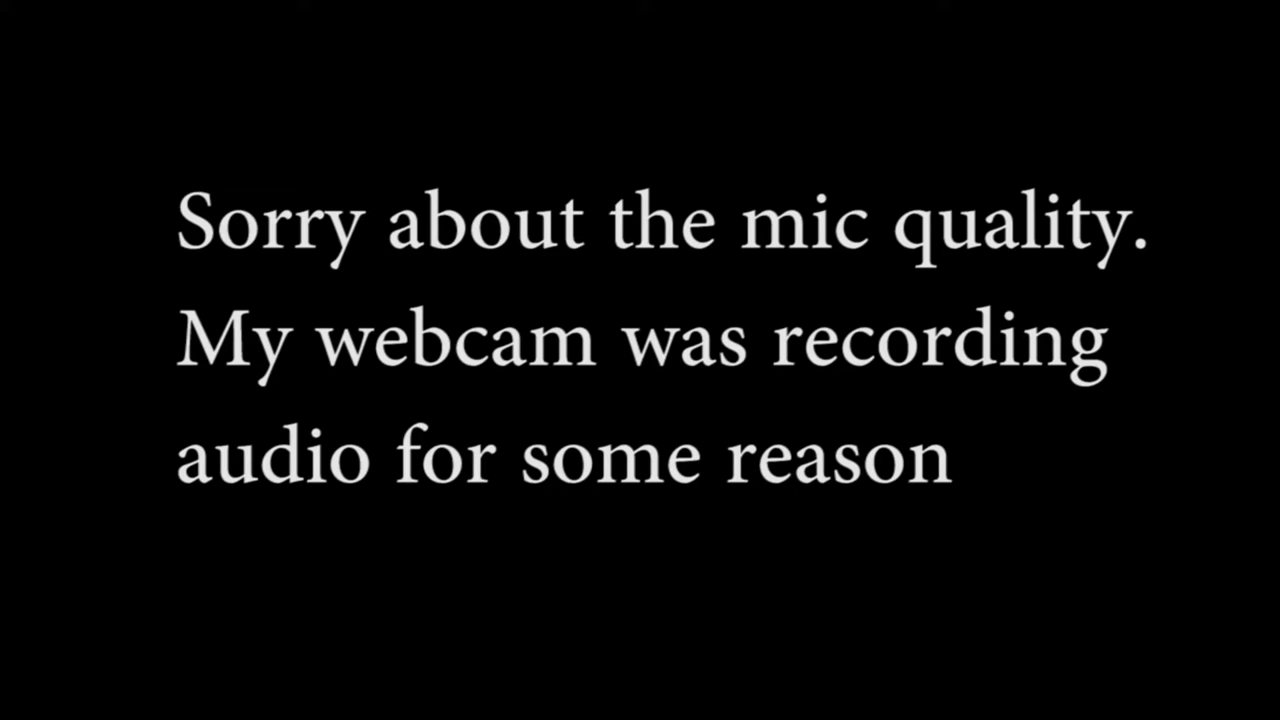 Sorry about the mic quality.
My webcam was recording
audio for some reason